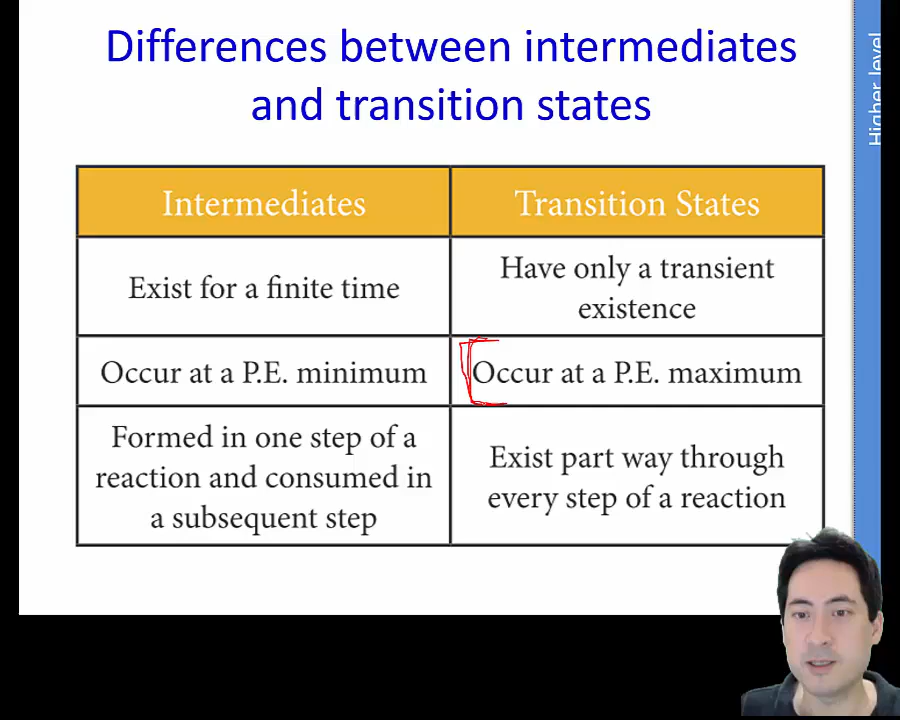 Differences between intermediates
and transition states
Higher level
Intermediates
Transition States
Exist for a finite time
Have only a transient
existence
Occur at a P.E. minimum
Occur at a P.E. maximum
Formed in one step of a
reaction and consumed in
a subsequent step
Exist part way through
every step of a reaction